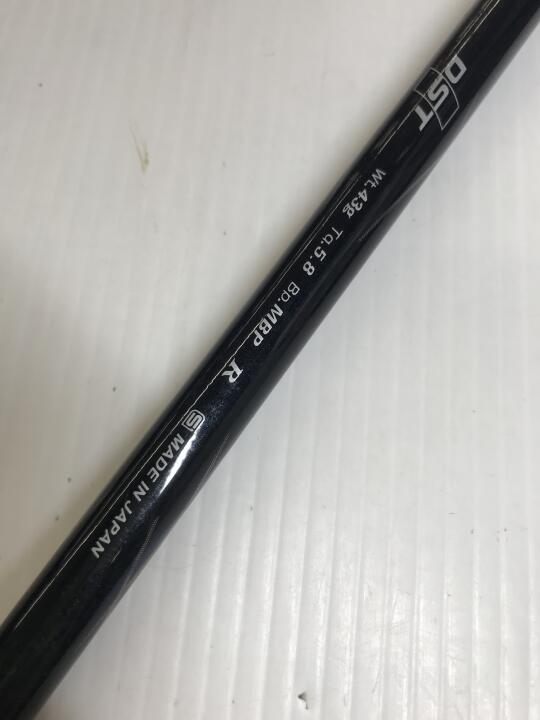 DST
Wt.43g Tq.5.8 Bp.MBP R
S MADE IN JAPAN